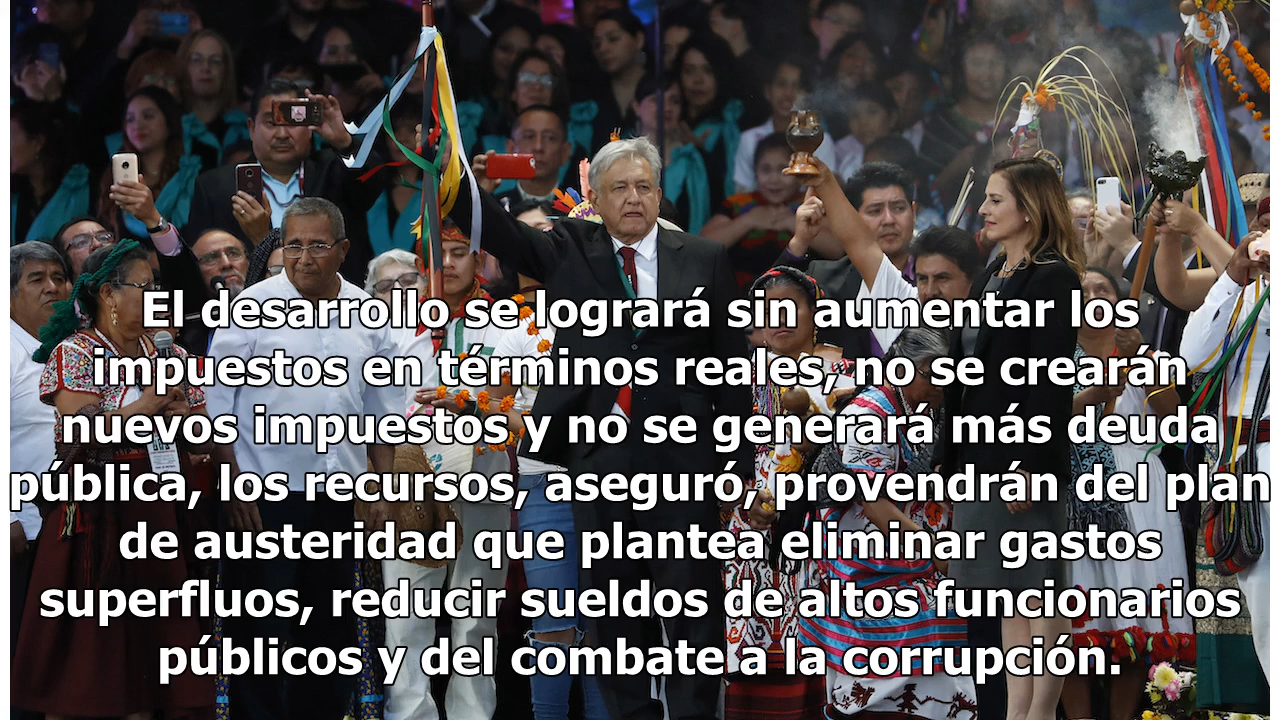 El desarrollo se logrará sin aumentar los
impuestos en términos reales, no se crearán
nuevos impuestos y no se generará más deuda
pública, los recursos, aseguró, provendrán del plan
de austeridad que plantea eliminar gastos
superfluos, reducir sueldos de altos funcionarios
públicos y del combate a la corrupción.